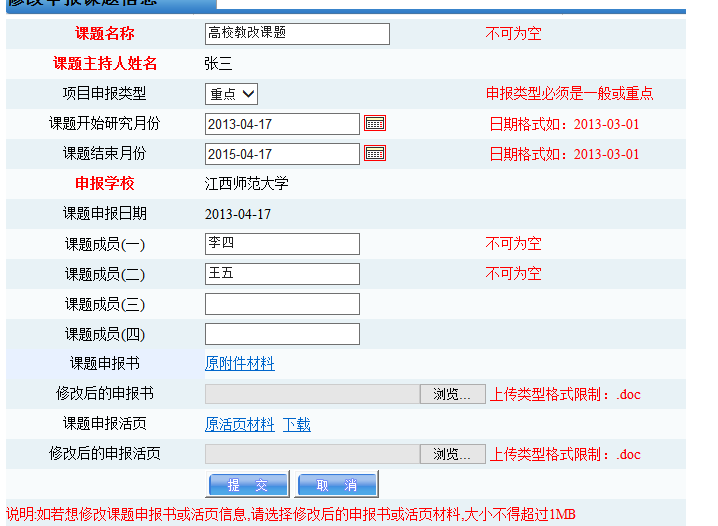 修改申报课题信息
课题名称 高校教改课题 不可为空
课题主持人姓名 张三
项目申报类型 重点 申报类型必须是一般或重点
课题开始研究月份 2013-04-17 日期格式如：2013-03-01
课题结束月份 2015-04-17 日期格式如：2013-03-01
申报学校 江西师范大学
课题申报日期 2013-04-17
课题成员(一) 李四 不可为空
课题成员(二) 王五 不可为空
课题成员(三)
课题成员(四)
课题申报书 原附件材料
修改后的申报书 浏览... 上传类型格式限制：.doc
课题申报活页 原活页材料 下载
修改后的申报活页 浏览... 上传类型格式限制：.doc
提 交 取 消
说明:如若想修改课题申报书或活页信息,请选择修改后的申报书或活页材料,大小不得超过1MB